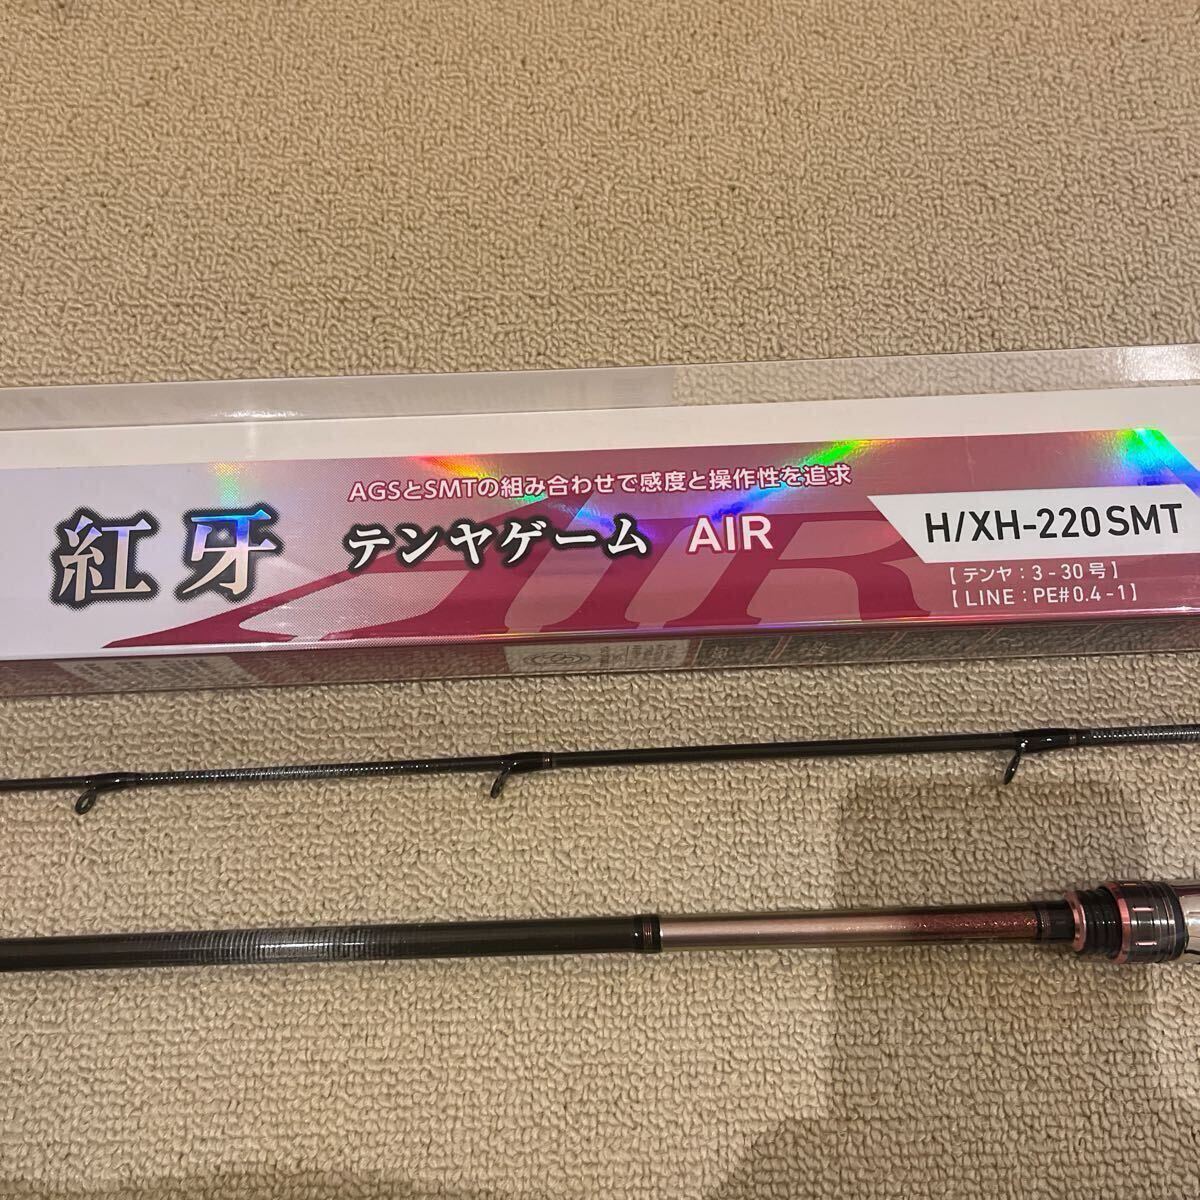 AGSとSMTの組み合わせで感度と操作性を追求
紅牙 テンヤゲーム AIR
H/XH-220SMT
【テンヤ:3-30号】
【LINE:PE#0.4-1】
AIR